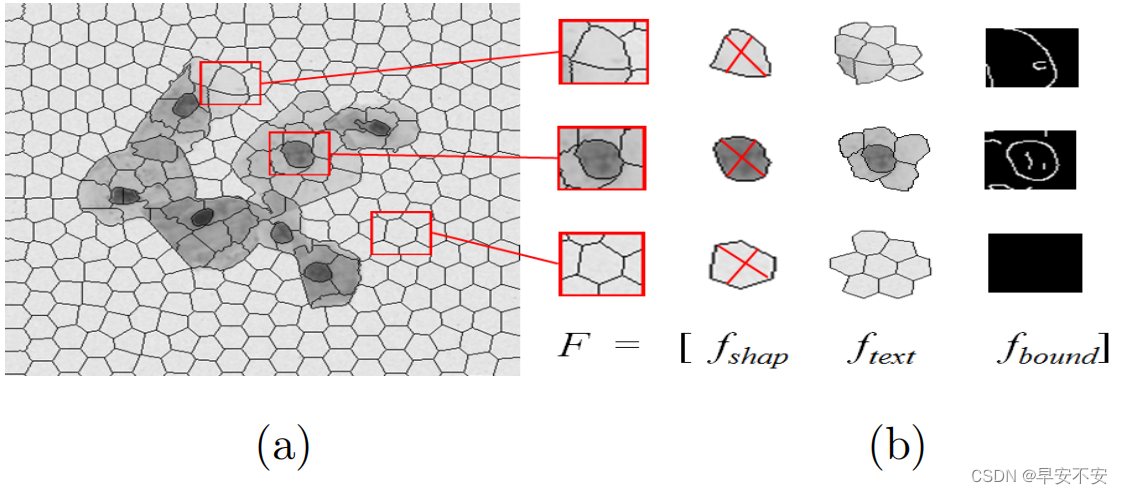 F = [ f_shap f_text f_bound]
(a) (b)
CSDN @早安不安